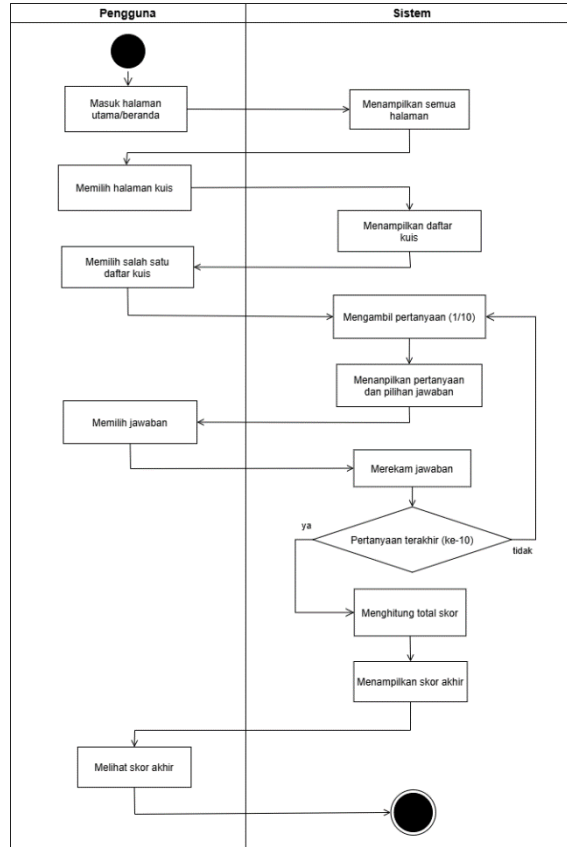 Pengguna
Sistem
Masuk halaman
utama/beranda
Menampilkan semua
halaman
Memilih halaman kuis
Menampilkan daftar
kuis
Memilih salah satu
daftar kuis
Mengambil pertanyaan (1/10)
Menanpilkan pertanyaan
dan pilihan jawaban
Memilih jawaban
Merekam jawaban
ya
Pertanyaan terakhir (ke-10)
tidak
Menghitung total skor
Menampilkan skor akhir
Melihat skor akhir